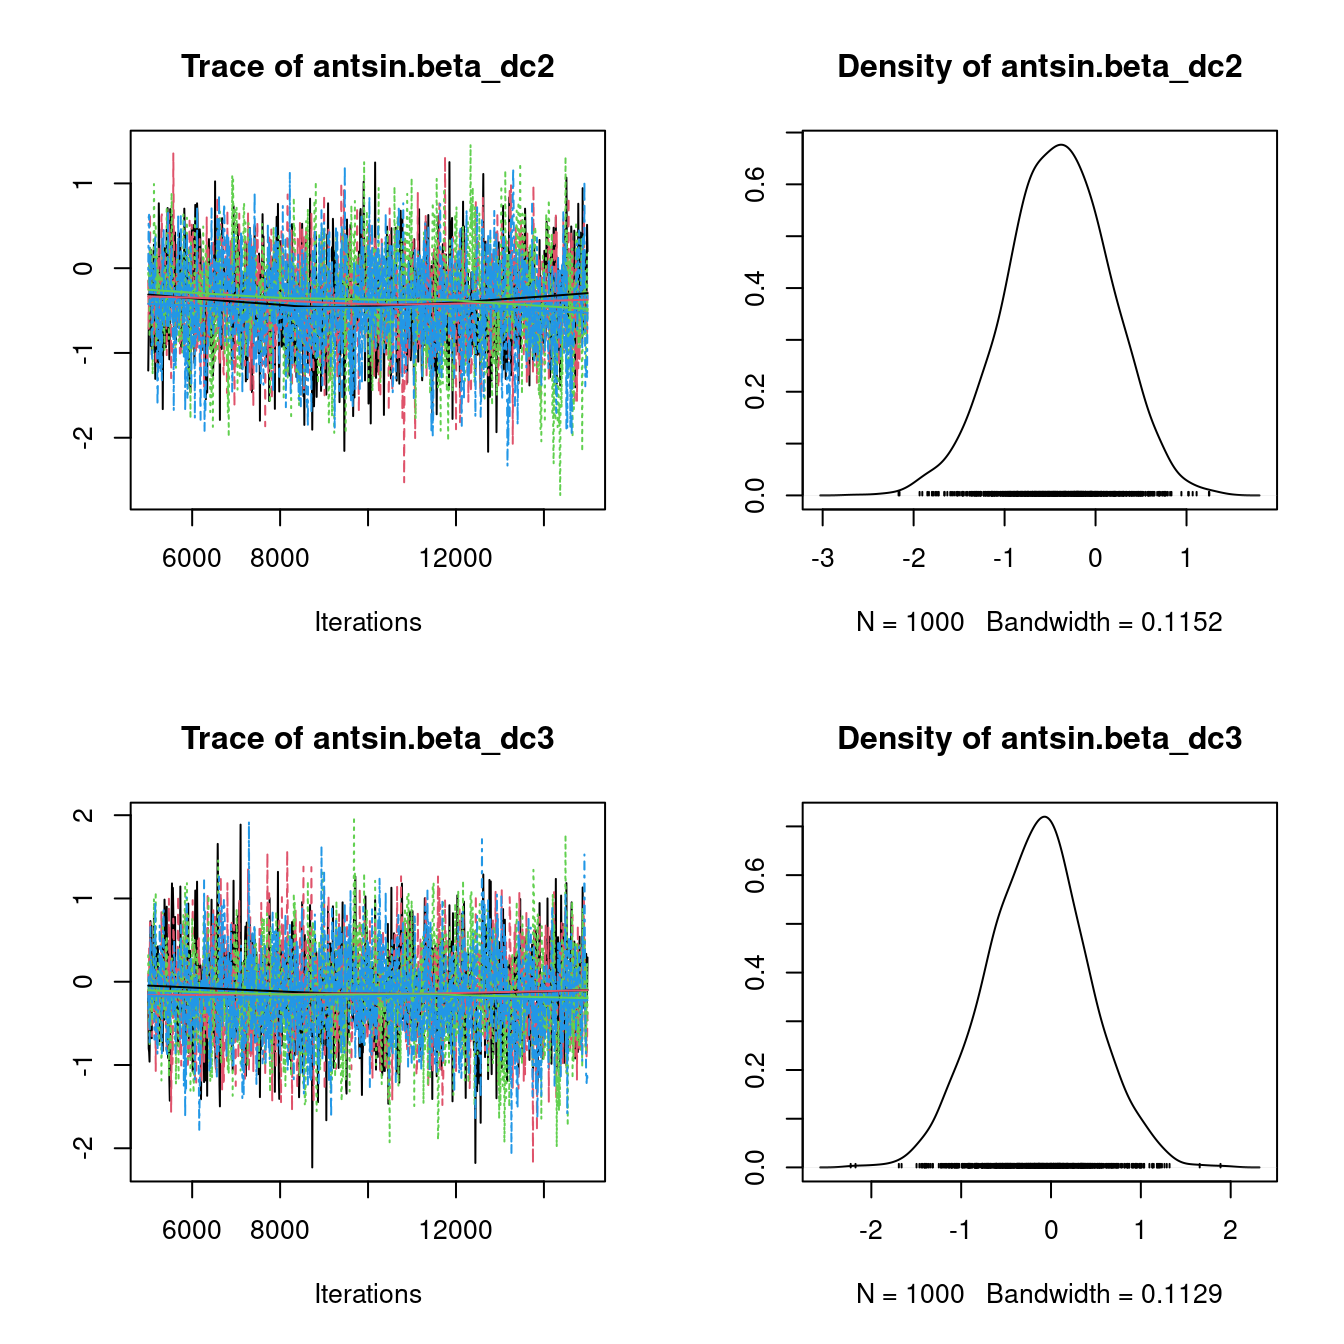 Trace of antsin.beta_dc2
1
0
-1
-2
6000 8000 12000
Iterations
Density of antsin.beta_dc2
0.6
0.4
0.2
0.0
-3 -2 -1 0 1
N = 1000 Bandwidth = 0.1152
Trace of antsin.beta_dc3
2
1
0
-1
-2
6000 8000 12000
Iterations
Density of antsin.beta_dc3
0.6
0.4
0.2
0.0
-2 -1 0 1 2
N = 1000 Bandwidth = 0.1129